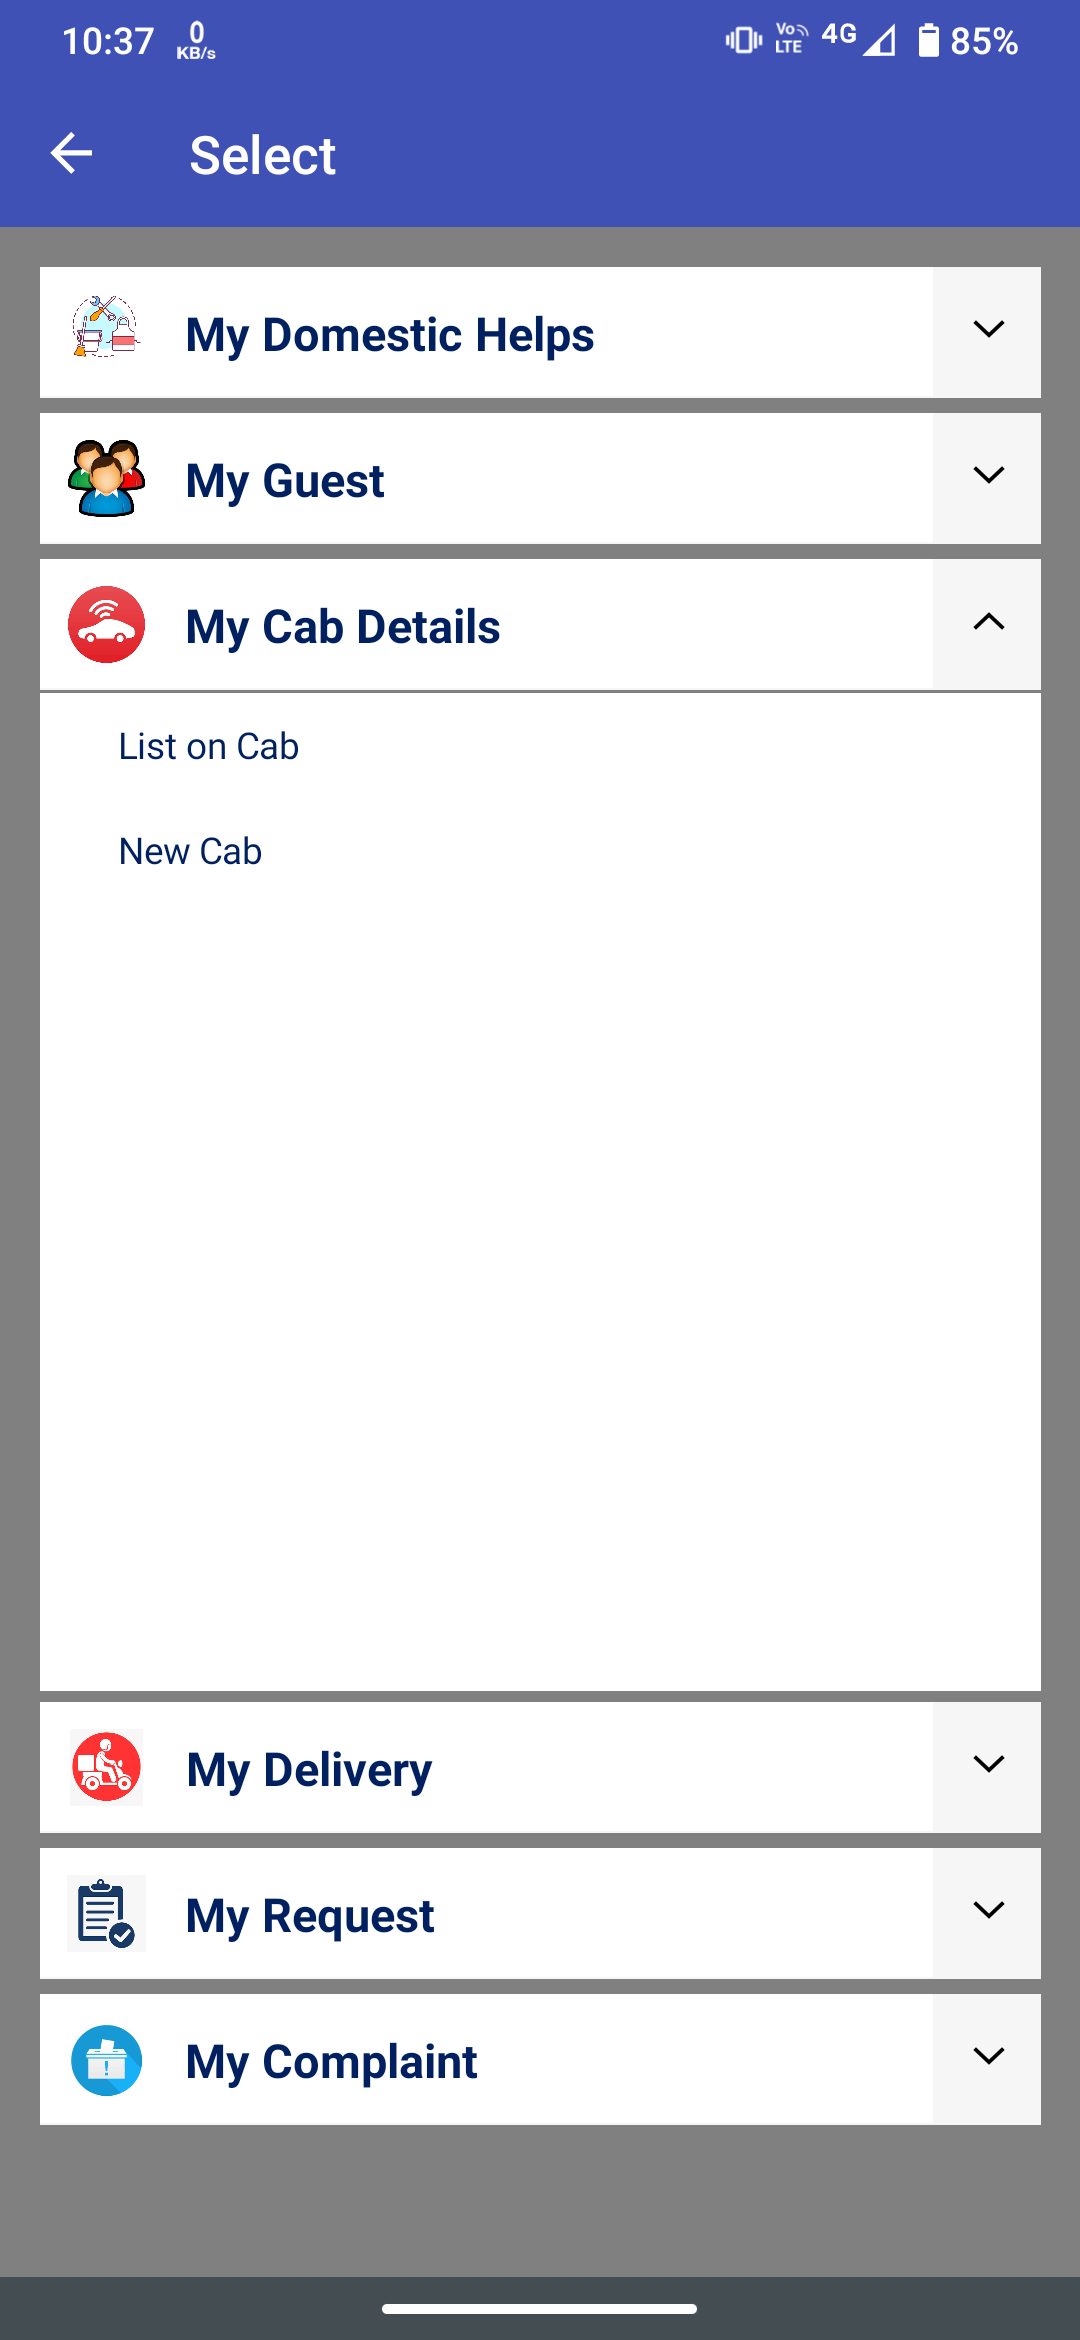 10:37 0 KB/s Vo LTE 4G 85%
Select
My Domestic Helps
My Guest
My Cab Details
List on Cab
New Cab
My Delivery
My Request
My Complaint